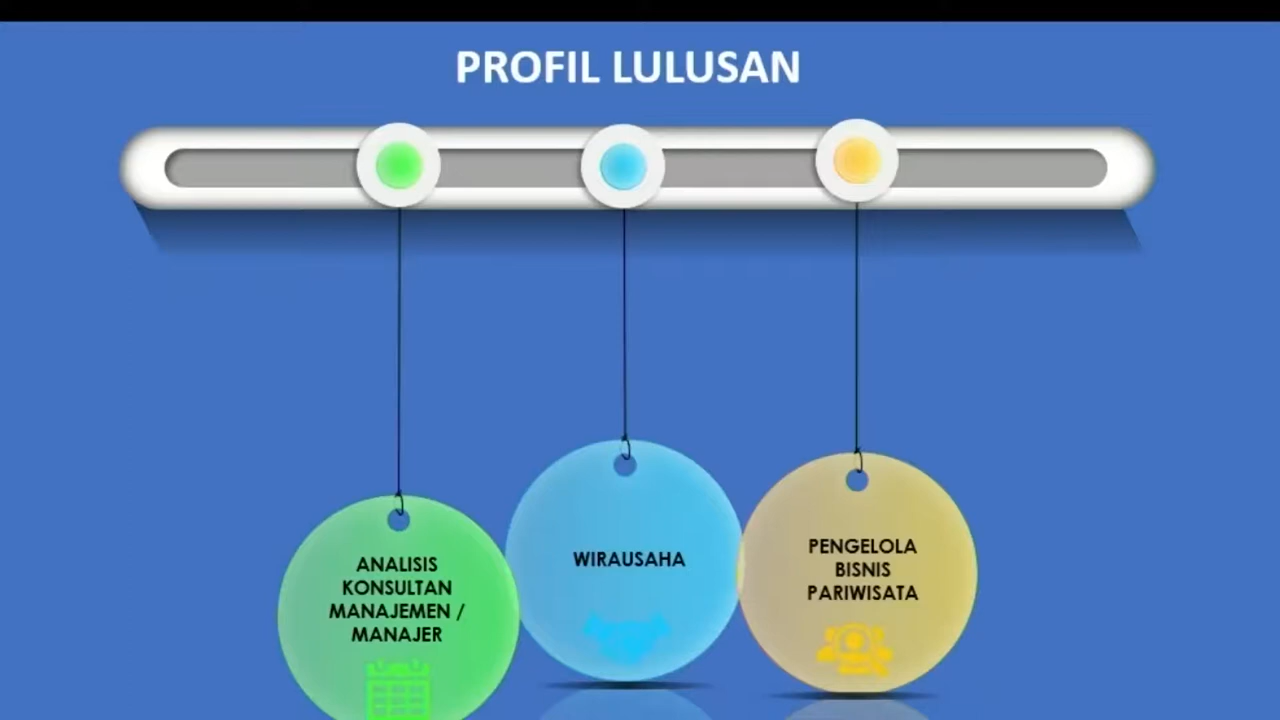 PROFIL LULUSAN
ANALISIS
KONSULTAN
MANAJEMEN /
MANAJER
WIRAUSAHA
PENGELOLA
BISNIS
PARIWISATA